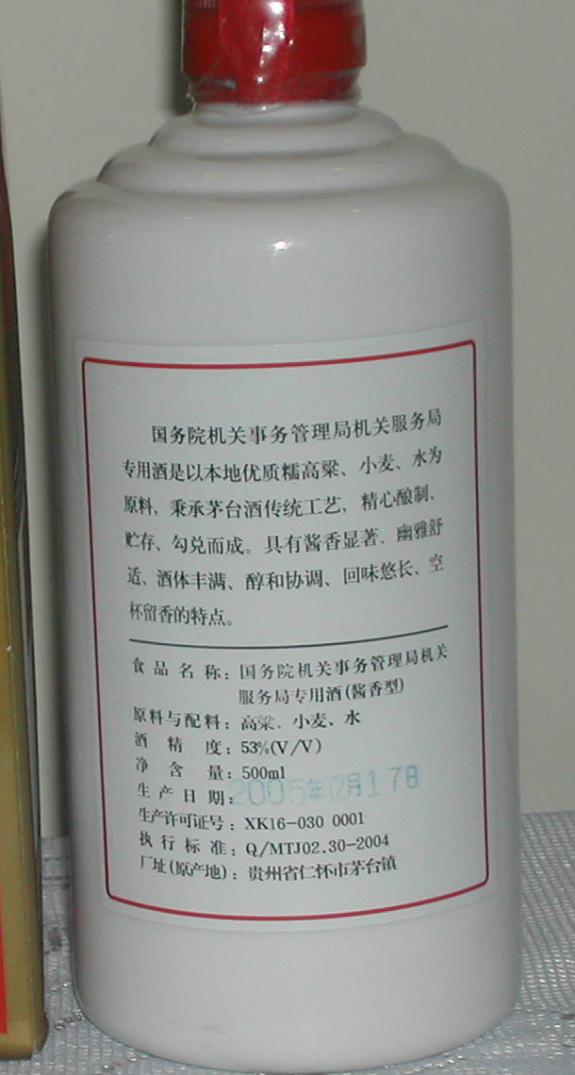 国务院机关事务管理局机关服务局
专用酒是以本地优质糯高粱、小麦、水为
原料，秉承茅台酒传统工艺，精心酿制、
贮存、勾兑而成。具有酱香显著、幽雅舒
适、酒体丰满、醇和协调、回味悠长、空
杯留香的特点。
食品名称：国务院机关事务管理局机关
服务局专用酒(酱香型)
原料与配料：高粱、小麦、水
酒精度：53%(V/V)
净含量：500ml
生产日期：2005年12月17日
生产许可证号：XK16-030 0001
执行标准：Q/MTJ02.30-2004
厂址(原产地)：贵州省仁怀市茅台镇